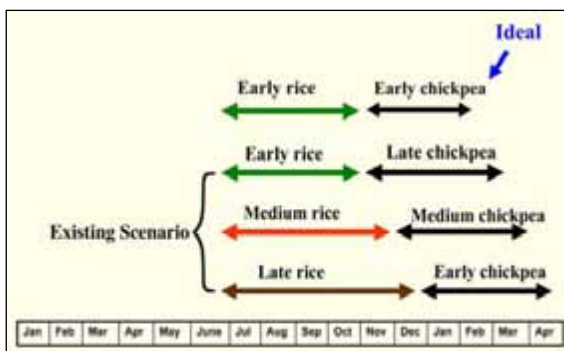 Ideal
Early rice Early chickpea
Early rice Late chickpea
Medium rice Medium chickpea
Existing Scenario
Late rice Early chickpea
Jan Feb Mar Apr May June Jul Aug Sep Oct Nov Dec Jan Feb Mar Apr